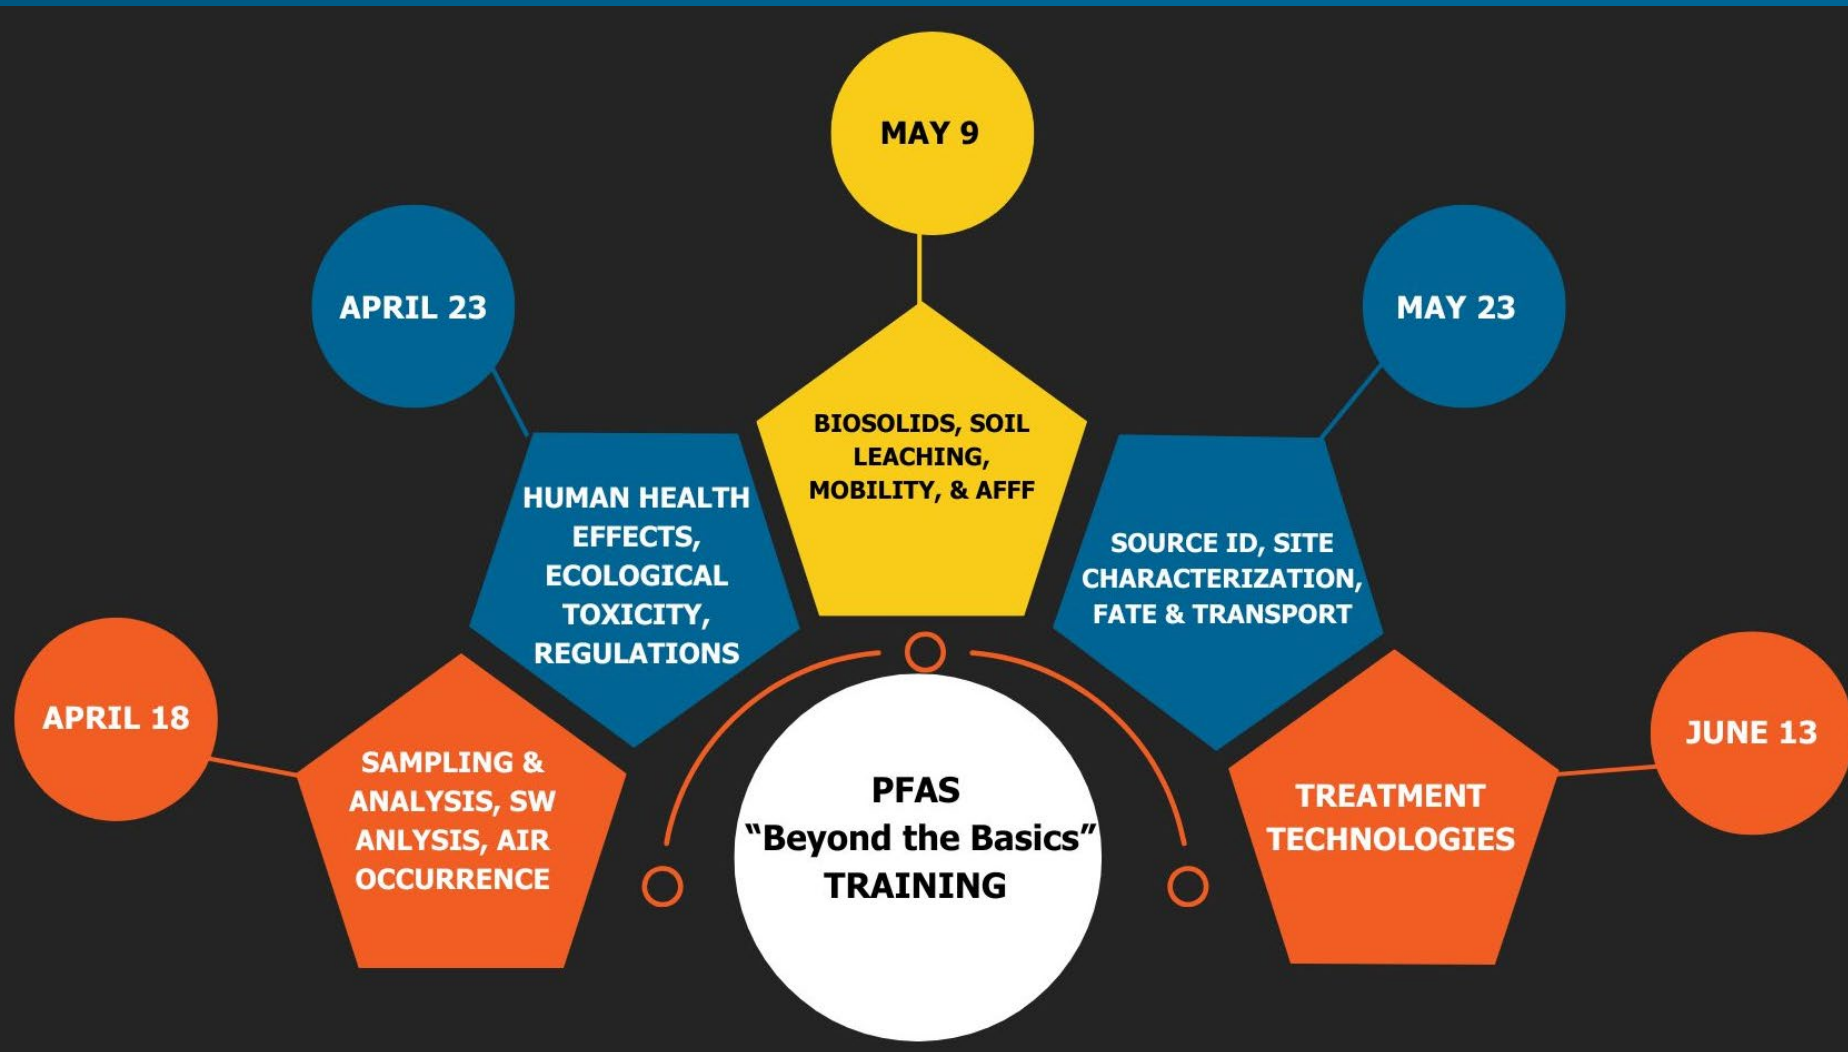 MAY 9
APRIL 23
MAY 23
BIOSOLIDS, SOIL
LEACHING,
MOBILITY, & AFFF
HUMAN HEALTH
EFFECTS,
ECOLOGICAL
TOXICITY,
REGULATIONS
SOURCE ID, SITE
CHARACTERIZATION,
FATE & TRANSPORT
APRIL 18
JUNE 13
SAMPLING &
ANALYSIS, SW
ANLYSIS, AIR
OCCURRENCE
PFAS
“Beyond the Basics”
TRAINING
TREATMENT
TECHNOLOGIES